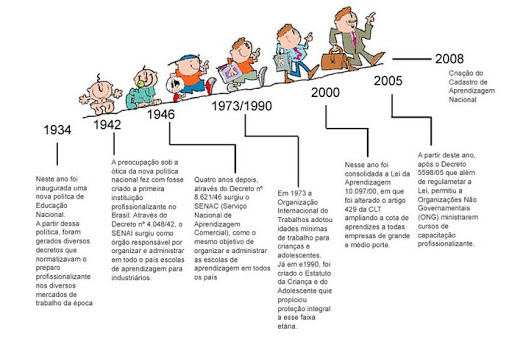 1934
Neste ano foi
inaugurada uma
nova polítca de
Educação
Nacional.
A partir dessa
política, foram
gerados diversos
decretos que
normatizavam o
preparo
profissionalizante
nos diversos
mercados de
trabalho da época
1942
A preocupação sob a
ótica da nova política
nacional fez com fosse
criado a primeira
instituição
profissionalizante no
Brasil. Através do
Decreto nº 4.048/42, o
SENAI surgiu como
órgão responsável por
organizar e administrar
em todo o país escolas
de aprendizagem para
industriários.
1946
Quatro anos depois,
através do Decreto nº
8.621/46 surgiu o
SENAC (Serviço
Nacional de
Aprendizagem
Comercial), como o
mesmo objetivo de
organizar e administrar
as escolas de
aprendizagem em todos
os país
1973/1990
Em 1973 a
Organização
Internacional do
Trabalhos adotou
idades mínimas
de trabalho para
crianças e
adolescentes.
Já em e1990, foi
criado o Estatuto
da Criança e do
Adolescente que
propiciou
proteção integral
a esse faixa
etária.
2000
Nesse ano foi
consolidada a Lei da
Aprendizagem
10.097/00, em que
foi alterado o artigo
429 da CLT
ampliando a cota de
aprendizes a todas
empresas de grande
e médio porte.
2005
A partir deste ano,
após o Decreto
5598/05 que além
de regulametar a
Lei, permitiu a
Organizações Não
Governamentais
(ONG) ministrarem
cursos de
capacitação
profissionalizante.
2008
Criação do
Cadastro de
Aprendizagem
Nacional